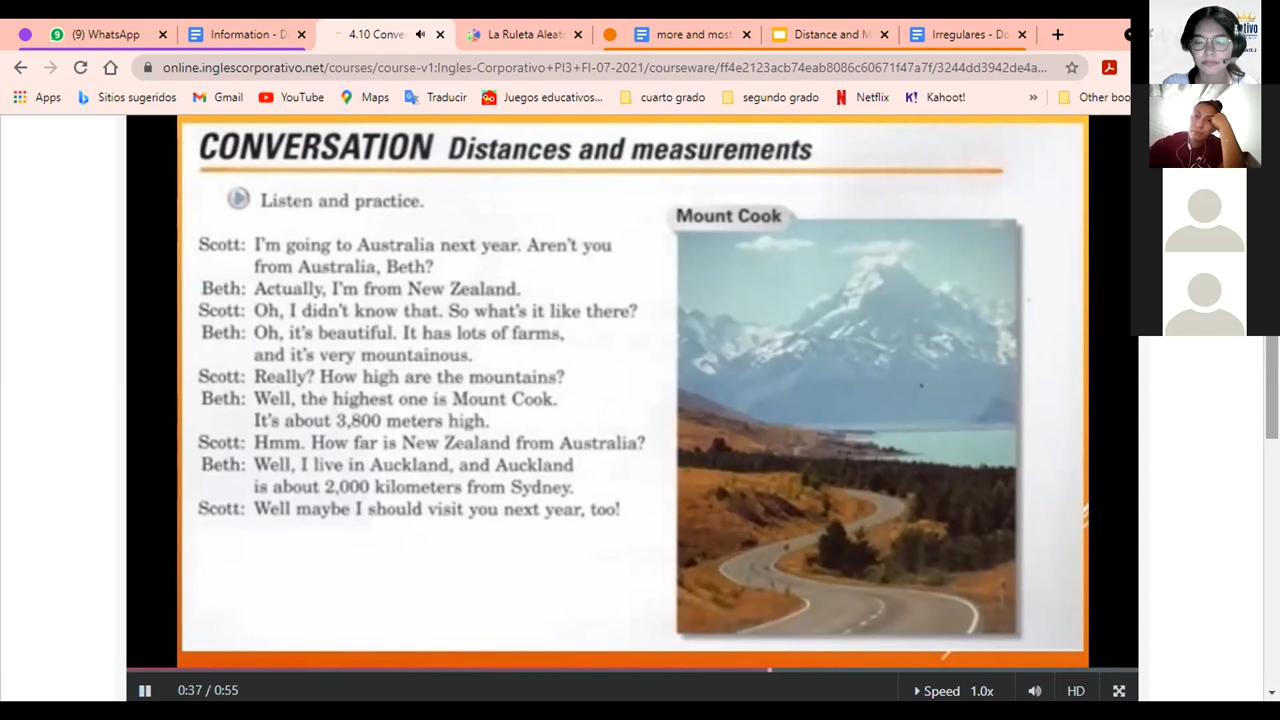 (9) WhatsApp
Information - D
4.10 Conve
La Ruleta Aleato
more and most
Distance and M
Irregulares - Do
online.inglescorporativo.net/courses/course-v1:Ingles-Corporativo+PI3+FI-07-2021/courseware/ff4e2123acb74eab8086c60671f47a7f/3244dd3942de4a...
Apps
Sitios sugeridos
Gmail
YouTube
Maps
Traducir
Juegos educativos...
cuarto grado
segundo grado
Netflix
Kahoot!
»
Other boo
CONVERSATION Distances and measurements
Listen and practice.
Mount Cook
Scott: I'm going to Australia next year. Aren't you
from Australia, Beth?
Beth: Actually, I'm from New Zealand.
Scott: Oh, I didn't know that. So what's it like there?
Beth: Oh, it's beautiful. It has lots of farms,
and it's very mountainous.
Scott: Really? How high are the mountains?
Beth: Well, the highest one is Mount Cook.
It's about 3,800 meters high.
Scott: Hmm. How far is New Zealand from Australia?
Beth: Well, I live in Auckland, and Auckland
is about 2,000 kilometers from Sydney.
Scott: Well maybe I should visit you next year, too!
0:37 / 0:55
Speed 1.0x
HD